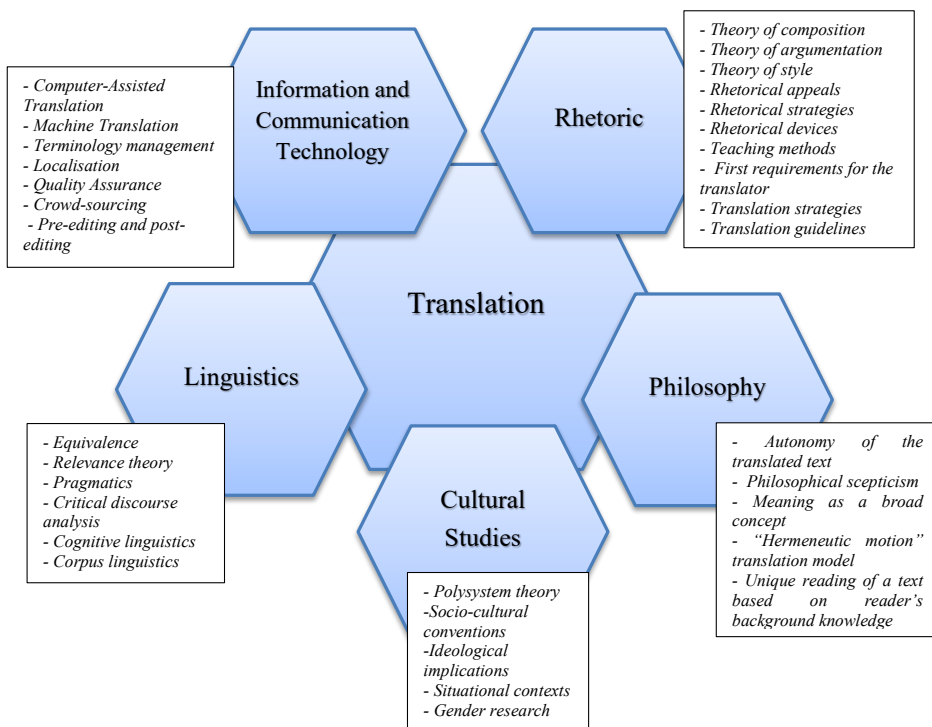 Information and
Communication
Technology
- Computer-Assisted
Translation
- Machine Translation
- Terminology management
- Localisation
- Quality Assurance
- Crowd-sourcing
- Pre-editing and post-
editing
Rhetoric
- Theory of composition
- Theory of argumentation
- Theory of style
- Rhetorical appeals
- Rhetorical strategies
- Rhetorical devices
- Teaching methods
- First requirements for the
translator
- Translation strategies
- Translation guidelines
Translation
Linguistics
- Equivalence
- Relevance theory
- Pragmatics
- Critical discourse
analysis
- Cognitive linguistics
- Corpus linguistics
Philosophy
- Autonomy of the
translated text
- Philosophical scepticism
- Meaning as a broad
concept
- “Hermeneutic motion”
translation model
- Unique reading of a text
based on reader’s
background knowledge
Cultural
Studies
- Polysystem theory
-Socio-cultural
conventions
-Ideological
implications
- Situational contexts
- Gender research